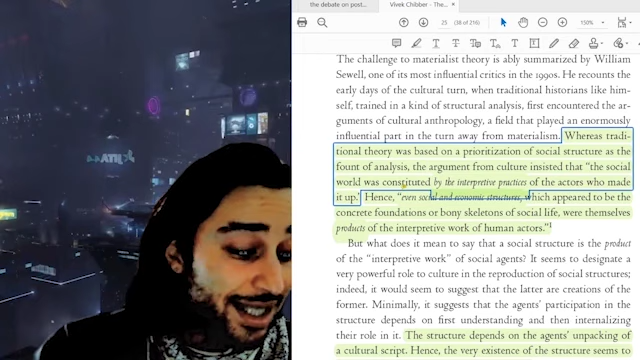 the debate on post...
Vivek Chibber - The...
25
(38 of 216)
150%
The challenge to materialist theory is ably summarized by William
Sewell, one of its most influential critics in the 1990s. He recounts the
early days of the cultural turn, when traditional historians like him-
self, trained in a kind of structural analysis, first encountered the ar-
guments of cultural anthropology, a field that played an enormously
influential part in the turn away from materialism. Whereas tradi-
tional theory was based on a prioritization of social structure as the
fount of analysis, the argument from culture insisted that “the social
world was constituted by the interpretive practices of the actors who made
it up.” Hence, “even social and economic structures, which appeared to be the
concrete foundations or bony skeletons of social life, were themselves
products of the interpretive work of human actors.”1
But what does it mean to say that a social structure is the product
of the “interpretive work” of social agents? It seems to designate a
very powerful role to culture in the reproduction of social structures;
indeed, it would seem to suggest that the latter are creations of the
former. Minimally, it suggests that the agents’ participation in the
structure depends on first understanding and then internalizing
their role in it. The structure depends on the agents’ unpacking of
a cultural script. Hence, the very existence of the structure seems to